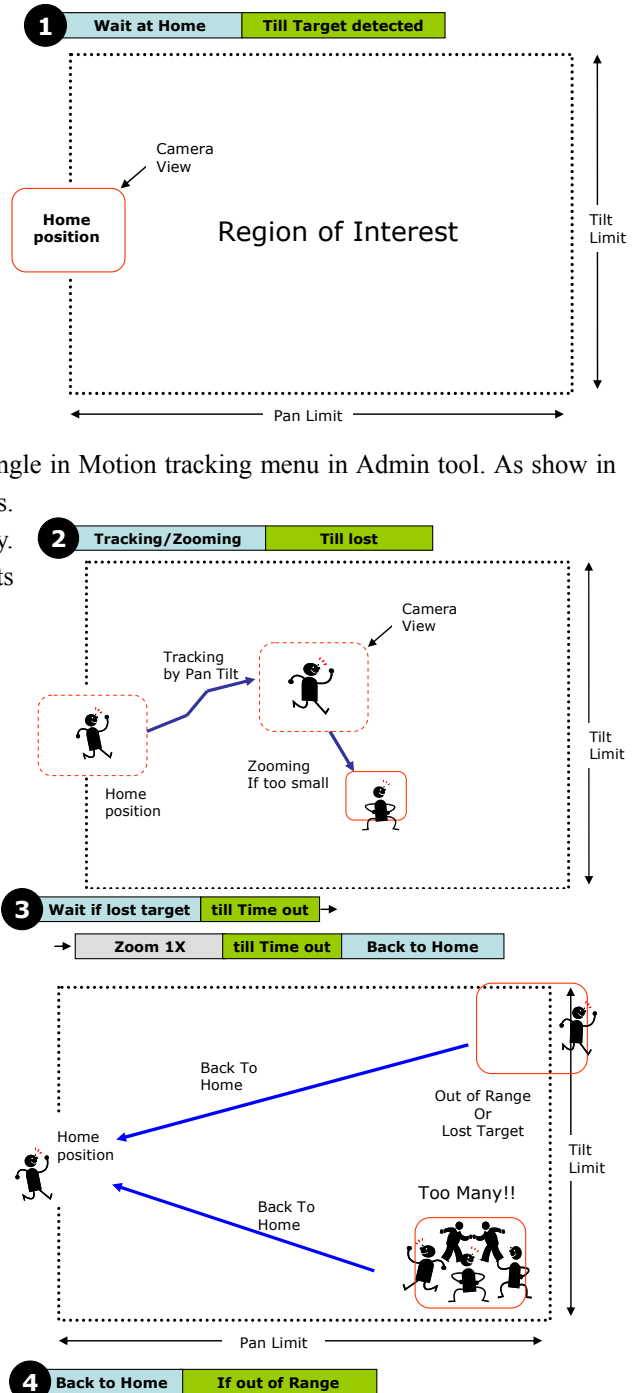 1 Wait at Home Till Target detected
Camera
View
Home
position
Region of Interest
Tilt
Limit
Pan Limit
ngle in Motion tracking menu in Admin tool. As show in
s.
y.
ts
2 Tracking/Zooming Till lost
Camera
View
Tracking
by Pan Tilt
Zooming
If too small
Home
position
Tilt
Limit
3 Wait if lost target till Time out
Zoom 1X till Time out Back to Home
Back To
Home
Out of Range
Or
Lost Target
Home
position
Tilt
Limit
Too Many!!
Back To
Home
Pan Limit
4 Back to Home If out of Range